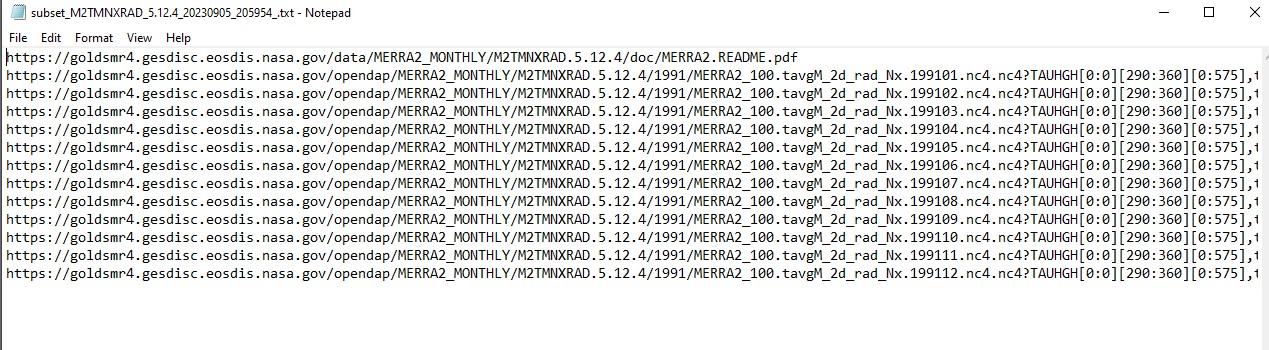 subset_M2TMNXRAD_5.12.4_20230905_205954_.txt - Notepad
File Edit Format View Help
https://goldsmr4.gesdisc.eosdis.nasa.gov/data/MERRA2_MONTHLY/M2TMNXRAD.5.12.4/doc/MERRA2.README.pdf
https://goldsmr4.gesdisc.eosdis.nasa.gov/opendap/MERRA2_MONTHLY/M2TMNXRAD.5.12.4/1991/MERRA2_100.tavgM_2d_rad_Nx.199101.nc4.nc4?TAUHGH[0:0][290:360][0:575],t
https://goldsmr4.gesdisc.eosdis.nasa.gov/opendap/MERRA2_MONTHLY/M2TMNXRAD.5.12.4/1991/MERRA2_100.tavgM_2d_rad_Nx.199102.nc4.nc4?TAUHGH[0:0][290:360][0:575],t
https://goldsmr4.gesdisc.eosdis.nasa.gov/opendap/MERRA2_MONTHLY/M2TMNXRAD.5.12.4/1991/MERRA2_100.tavgM_2d_rad_Nx.199103.nc4.nc4?TAUHGH[0:0][290:360][0:575],t
https://goldsmr4.gesdisc.eosdis.nasa.gov/opendap/MERRA2_MONTHLY/M2TMNXRAD.5.12.4/1991/MERRA2_100.tavgM_2d_rad_Nx.199104.nc4.nc4?TAUHGH[0:0][290:360][0:575],t
https://goldsmr4.gesdisc.eosdis.nasa.gov/opendap/MERRA2_MONTHLY/M2TMNXRAD.5.12.4/1991/MERRA2_100.tavgM_2d_rad_Nx.199105.nc4.nc4?TAUHGH[0:0][290:360][0:575],t
https://goldsmr4.gesdisc.eosdis.nasa.gov/opendap/MERRA2_MONTHLY/M2TMNXRAD.5.12.4/1991/MERRA2_100.tavgM_2d_rad_Nx.199106.nc4.nc4?TAUHGH[0:0][290:360][0:575],t
https://goldsmr4.gesdisc.eosdis.nasa.gov/opendap/MERRA2_MONTHLY/M2TMNXRAD.5.12.4/1991/MERRA2_100.tavgM_2d_rad_Nx.199107.nc4.nc4?TAUHGH[0:0][290:360][0:575],t
https://goldsmr4.gesdisc.eosdis.nasa.gov/opendap/MERRA2_MONTHLY/M2TMNXRAD.5.12.4/1991/MERRA2_100.tavgM_2d_rad_Nx.199108.nc4.nc4?TAUHGH[0:0][290:360][0:575],t
https://goldsmr4.gesdisc.eosdis.nasa.gov/opendap/MERRA2_MONTHLY/M2TMNXRAD.5.12.4/1991/MERRA2_100.tavgM_2d_rad_Nx.199109.nc4.nc4?TAUHGH[0:0][290:360][0:575],t
https://goldsmr4.gesdisc.eosdis.nasa.gov/opendap/MERRA2_MONTHLY/M2TMNXRAD.5.12.4/1991/MERRA2_100.tavgM_2d_rad_Nx.199110.nc4.nc4?TAUHGH[0:0][290:360][0:575],t
https://goldsmr4.gesdisc.eosdis.nasa.gov/opendap/MERRA2_MONTHLY/M2TMNXRAD.5.12.4/1991/MERRA2_100.tavgM_2d_rad_Nx.199111.nc4.nc4?TAUHGH[0:0][290:360][0:575],t
https://goldsmr4.gesdisc.eosdis.nasa.gov/opendap/MERRA2_MONTHLY/M2TMNXRAD.5.12.4/1991/MERRA2_100.tavgM_2d_rad_Nx.199112.nc4.nc4?TAUHGH[0:0][290:360][0:575],t